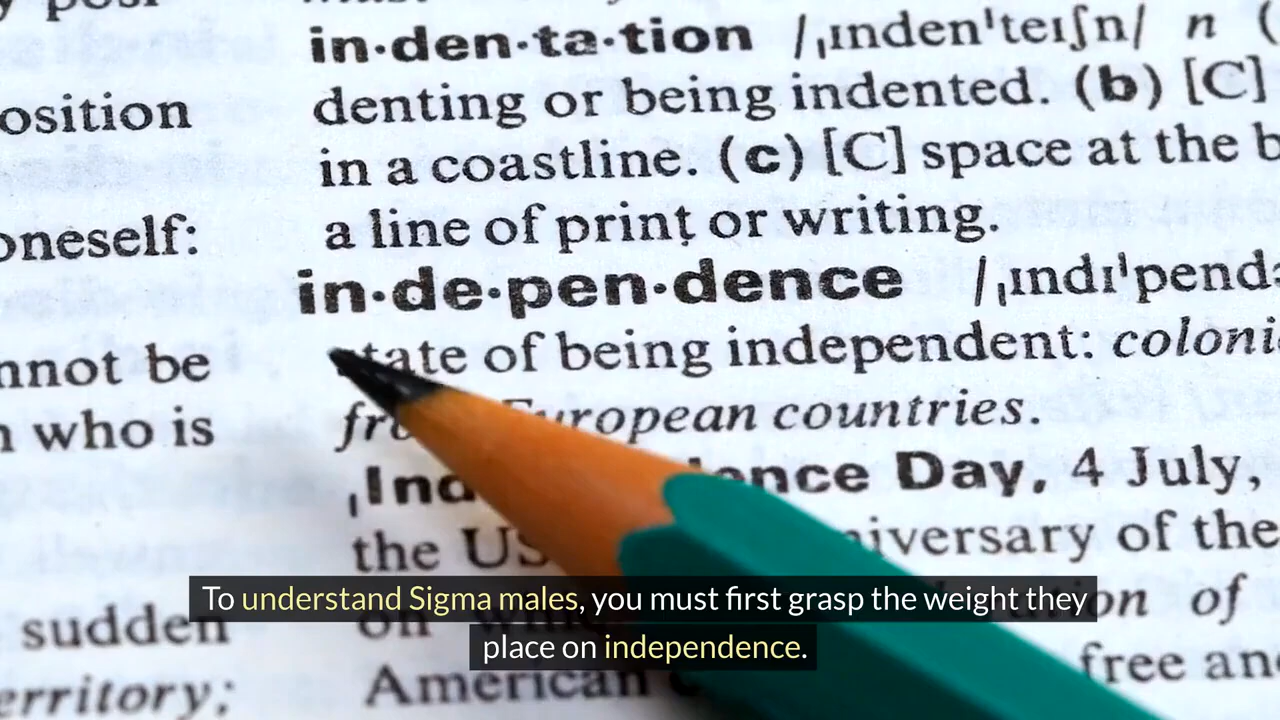 in·den·ta·tion /ˌɪndenˈteɪʃn/ n (
osition denting or being indented. (b) [C]
in a coastline. (c) [C] space at the b
oneself: a line of print or writing.
in·de·pen·dence /ˌɪndɪˈpend
nnot be state of being independent: coloni
who is European countries.
Day, 4 July,
the US of the
sudden of
erritory; American free an
To understand Sigma males, you must first grasp the weight they
place on independence.